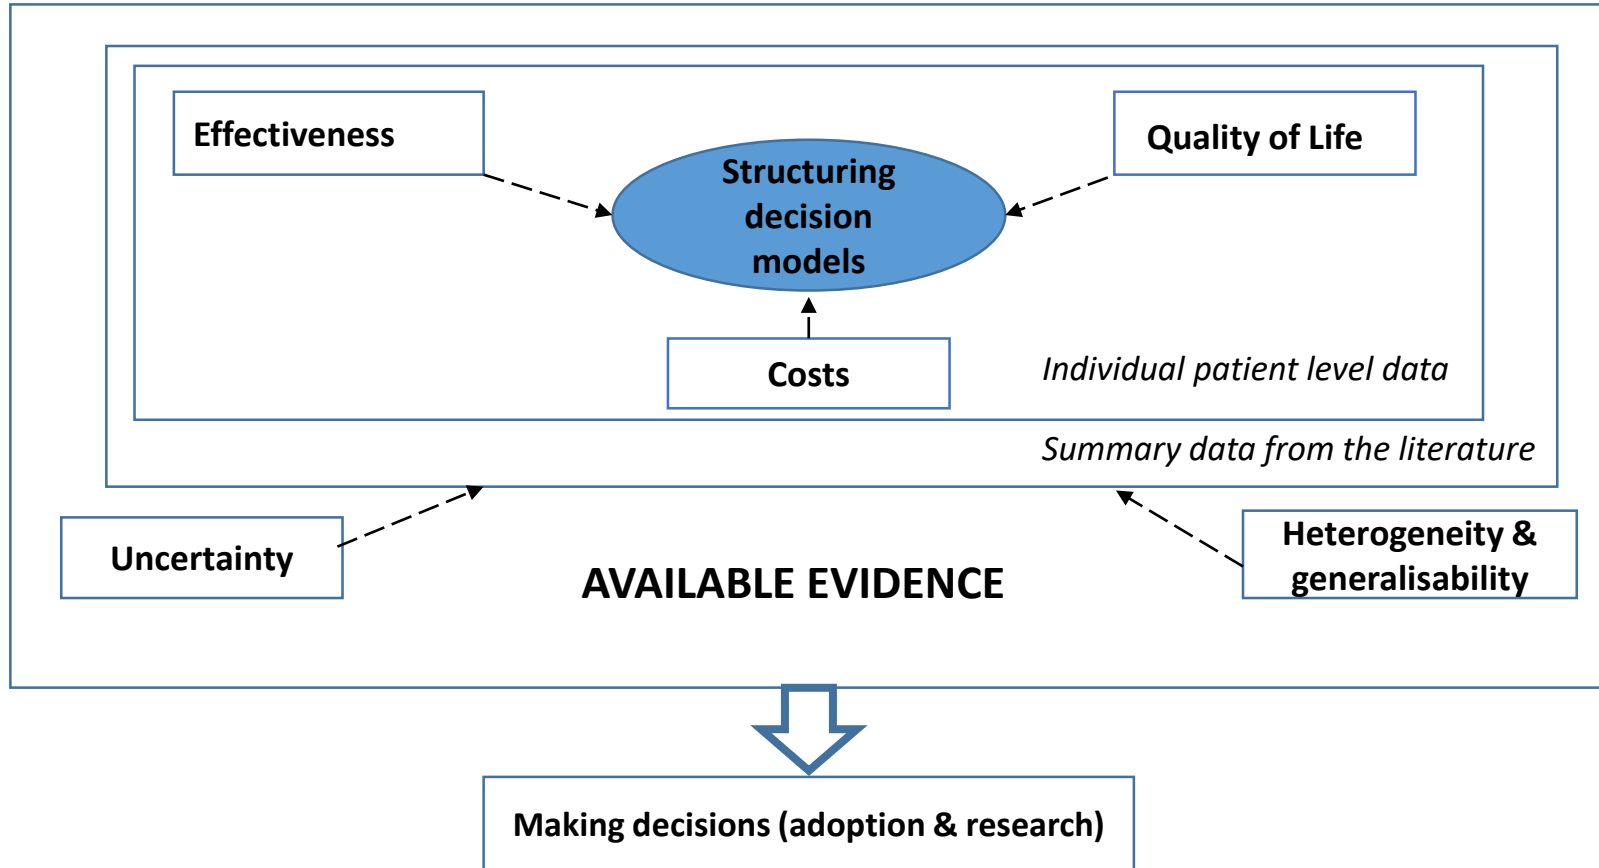 Effectiveness
Quality of Life
Structuring
decision
models
Costs
Individual patient level data
Summary data from the literature
Uncertainty
Heterogeneity &
generalisability
AVAILABLE EVIDENCE
Making decisions (adoption & research)